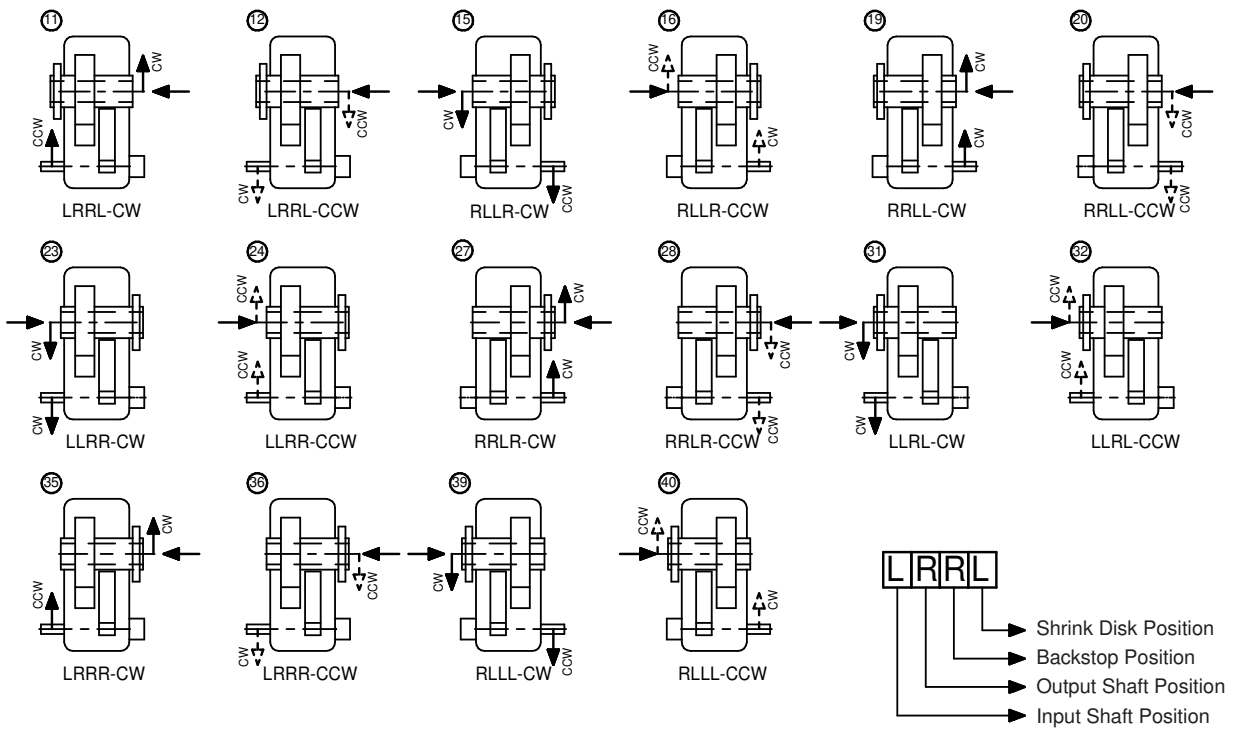 11
12
15
16
19
20
CW
CCW
LRRL-CW
CCW
CW
LRRL-CCW
CW
CCW
RLLR-CW
CCW
CW
RLLR-CCW
CW
CW
RRLL-CW
CCW
CCW
RRLL-CCW
23
24
27
28
31
32
CW
CW
LLRR-CW
CCW
CCW
LLRR-CCW
CW
CW
RRLR-CW
CCW
CCW
RRLR-CCW
CW
CW
LLRL-CW
CCW
CCW
LLRL-CCW
35
36
39
40
CW
CCW
LRRR-CW
CCW
CW
LRRR-CCW
CW
CCW
RLLL-CW
CCW
CW
RLLL-CCW
LRRL
Shrink Disk Position
Backstop Position
Output Shaft Position
Input Shaft Position